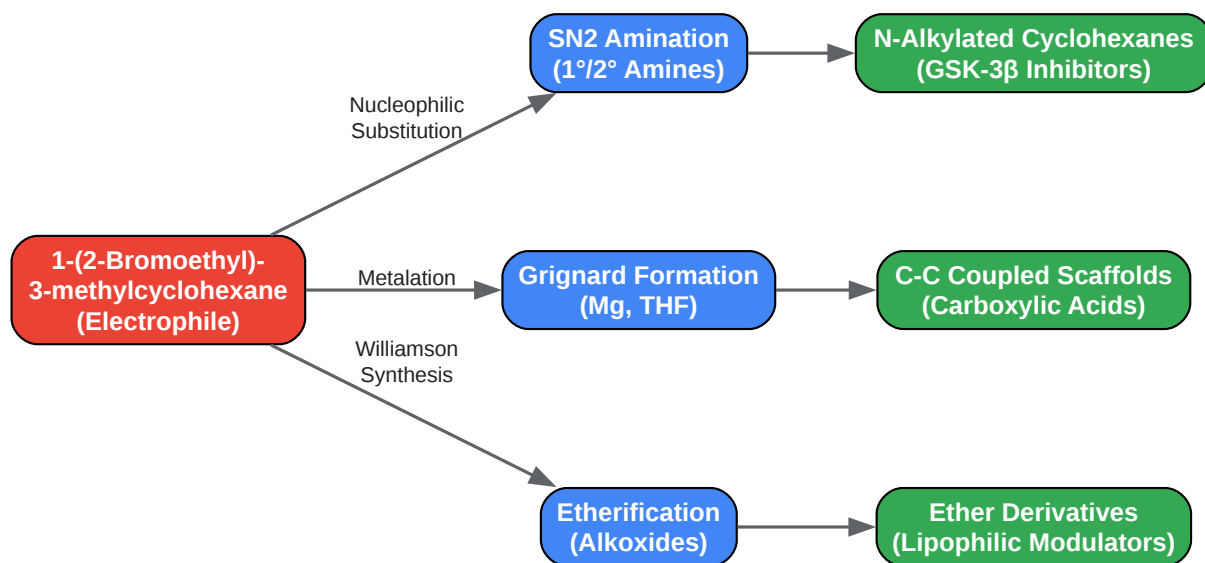 SN2 Amination
(1°/2° Amines)
N-Alkylated Cyclohexanes
(GSK-3β Inhibitors)
Nucleophilic
Substitution
1-(2-Bromoethyl)-
3-methylcyclohexane
(Electrophile)
Metalation
Grignard Formation
(Mg, THF)
C-C Coupled Scaffolds
(Carboxylic Acids)
Williamson
Synthesis
Etherification
(Alkoxides)
Ether Derivatives
(Lipophilic Modulators)